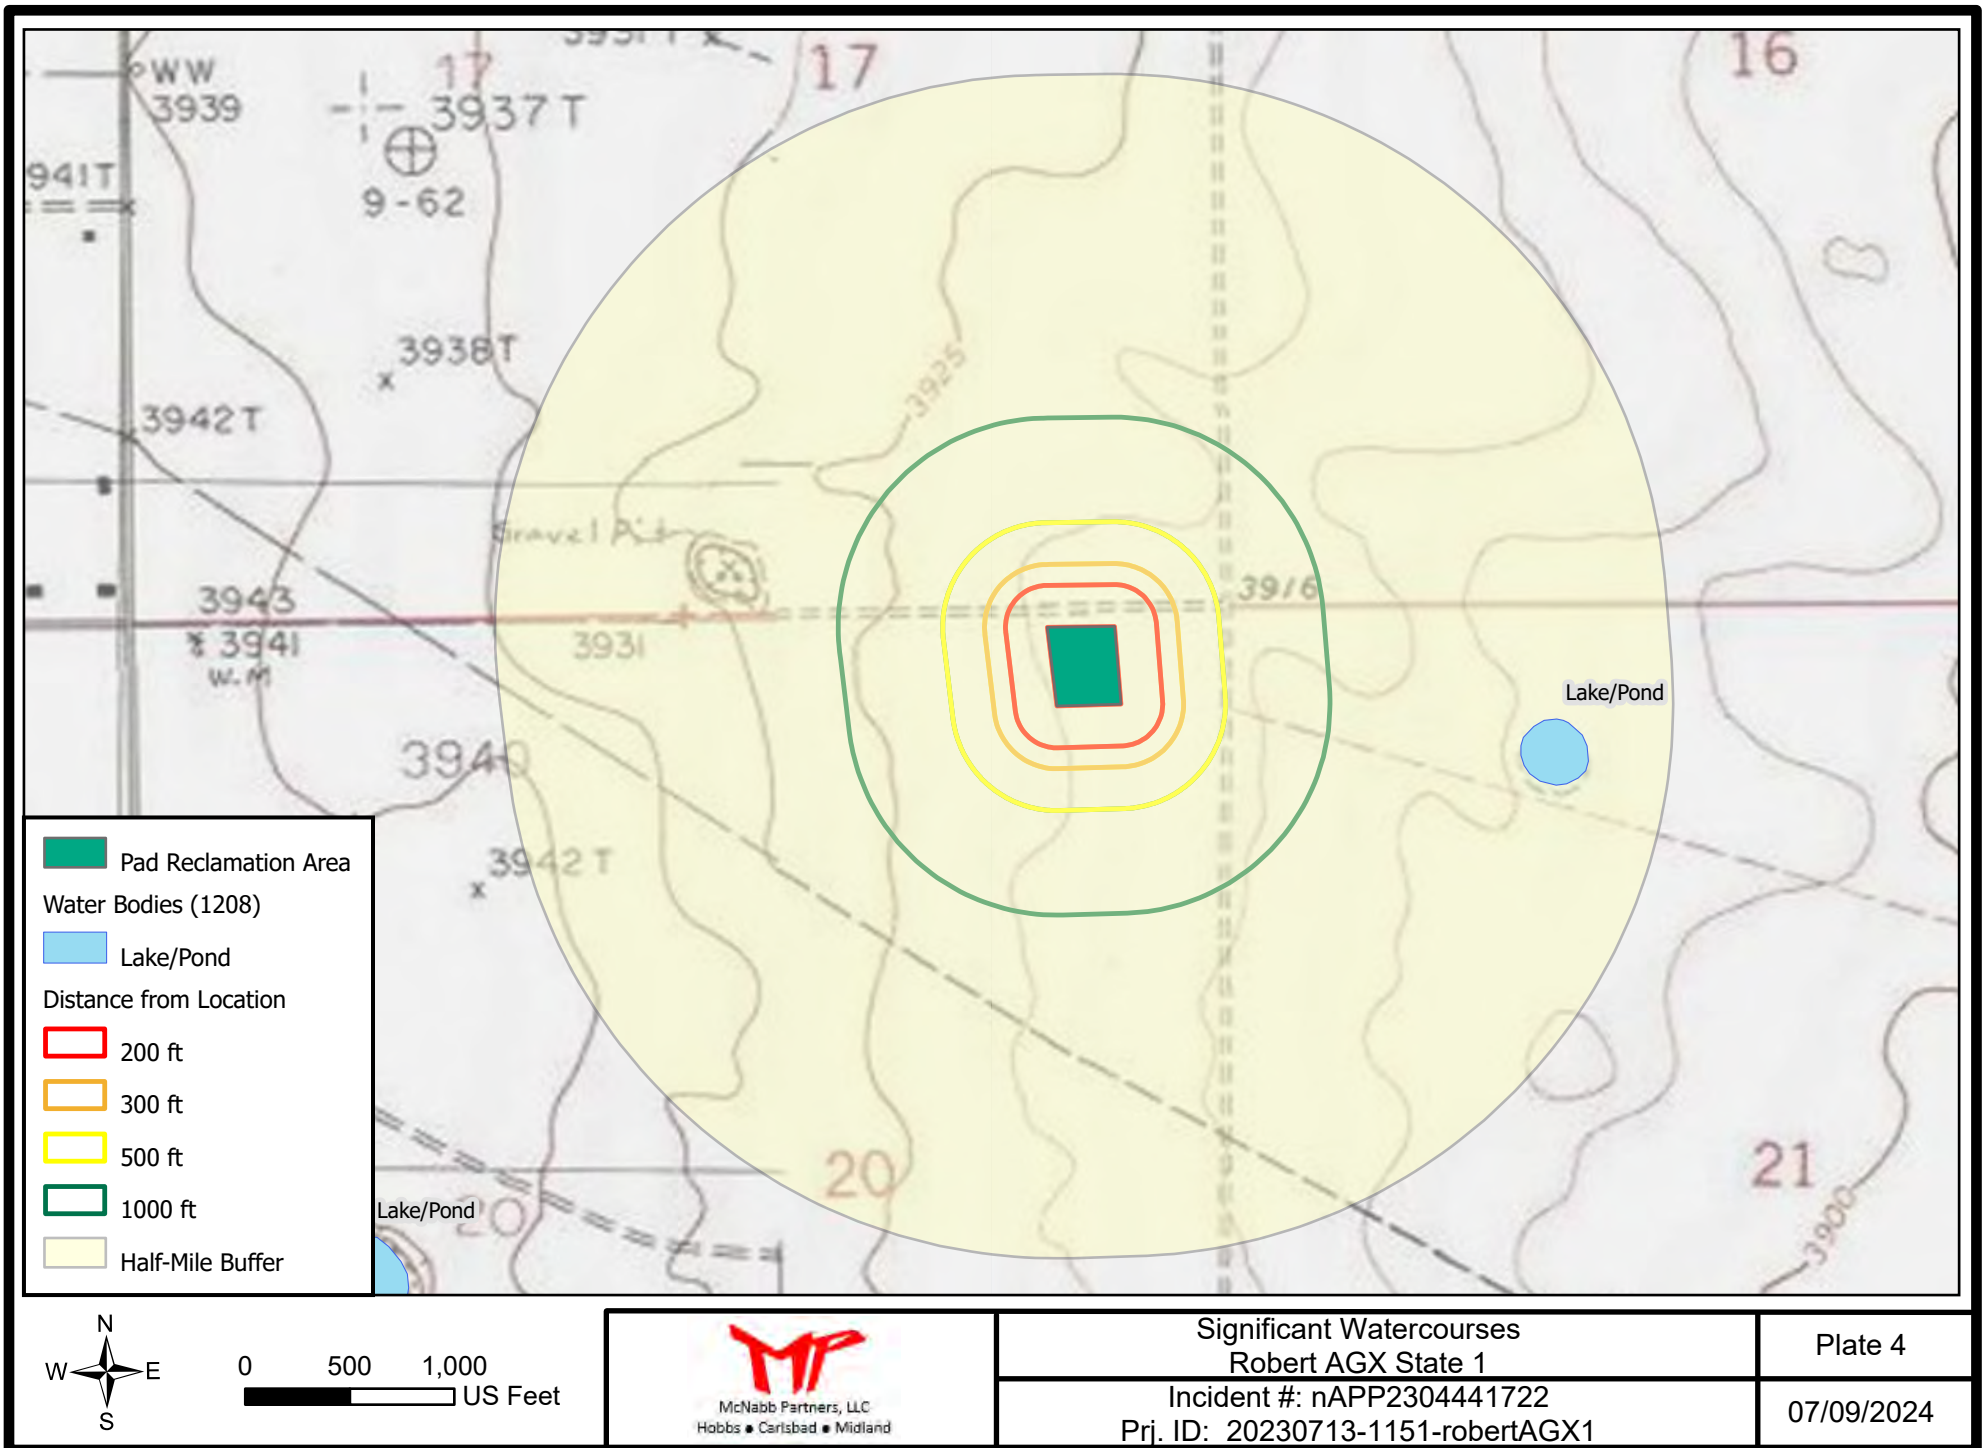 3931 T
17
17
16
WW
3939
3937 T
941T
9-62
3938T
3925
3942T
Gravel Pit
3916
3943
3941
W.M
3931
Lake/Pond
3940
3942 T
Pad Reclamation Area
Water Bodies (1208)
Lake/Pond
Distance from Location
200 ft
300 ft
500 ft
1000 ft
Half-Mile Buffer
20
21
20
Lake/Pond
3900
N
W E
S
0 500 1,000
US Feet
McNabb Partners, LLC
Hobbs • Carlsbad • Midland
Significant Watercourses
Robert AGX State 1
Incident #: nAPP2304441722
Prj. ID: 20230713-1151-robertAGX1
Plate 4
07/09/2024